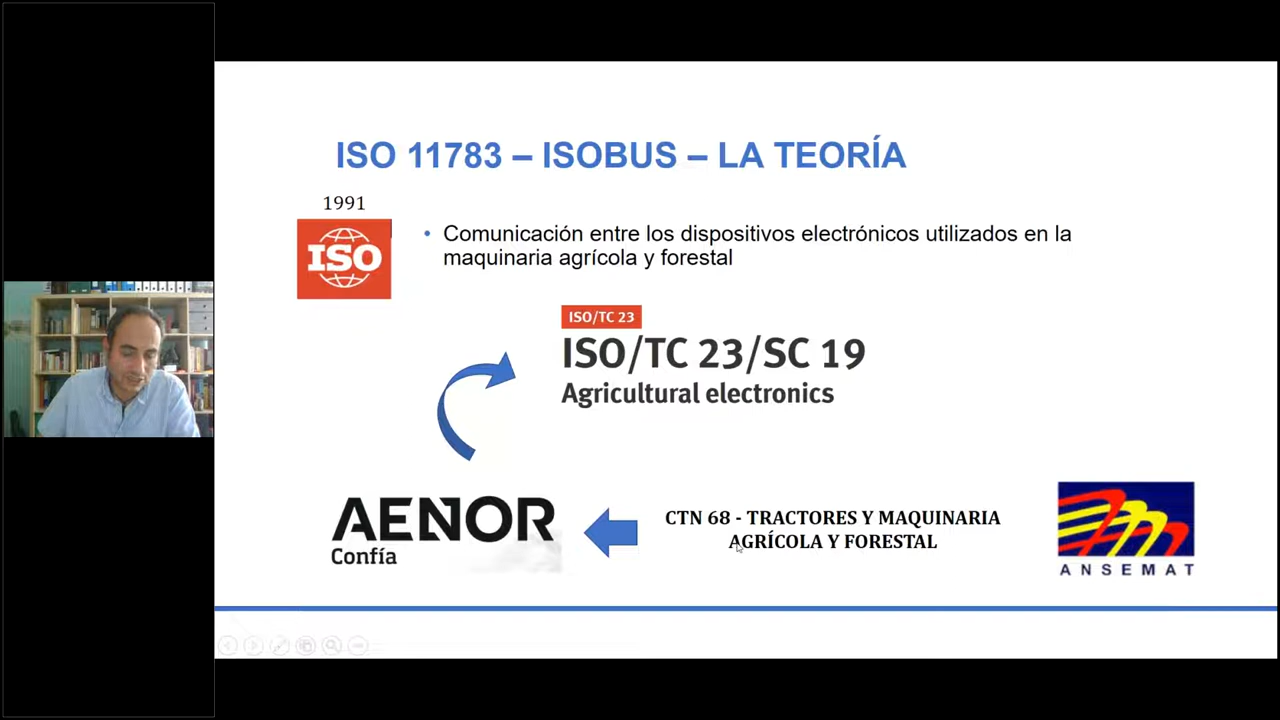 ISO 11783 – ISOBUS – LA TEORÍA
1991
ISO
• Comunicación entre los dispositivos electrónicos utilizados en la
maquinaria agrícola y forestal
ISO/TC 23
ISO/TC 23/SC 19
Agricultural electronics
AENOR
Confía
CTN 68 - TRACTORES Y MAQUINARIA
AGRÍCOLA Y FORESTAL
ANSEMAT